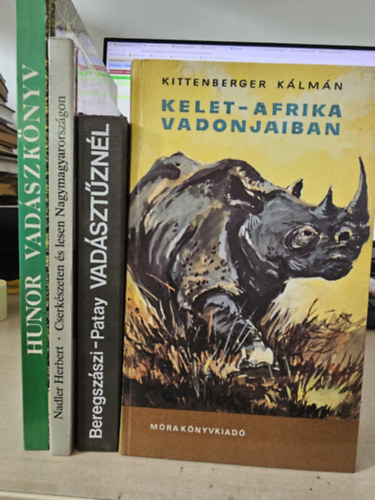 HUNOR VADÁSZKÖNYV
Nadler Herbert • Cserkészeten és lesen Nagymagyarországon
Beregszászi-Patay VADÁSZTŰZNÉL
KITTENBERGER KÁLMÁN
KELET-AFRIKA
VADONJAIBAN
MÓRA KÖNYVKIADÓ